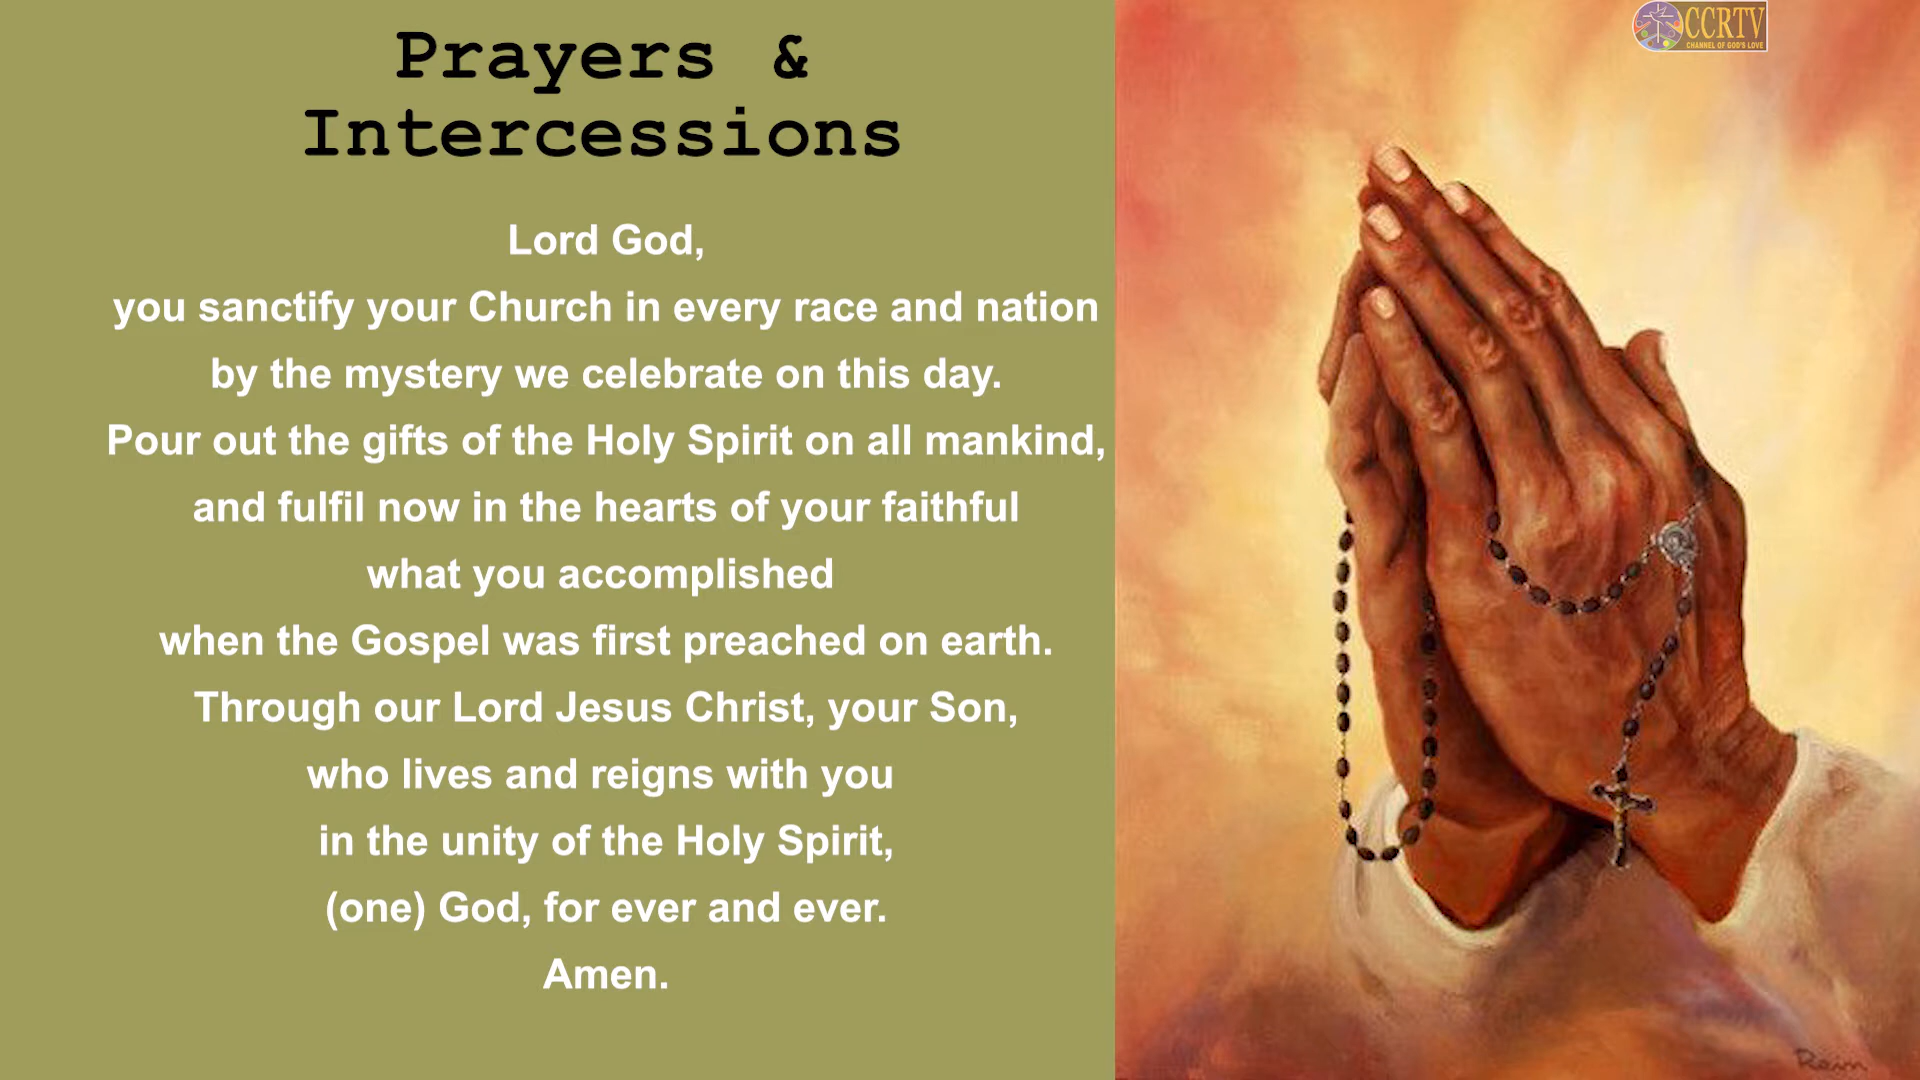 Prayers &
Intercessions
CCRTV
CHANNEL OF GOD'S LOVE
Lord God,
you sanctify your Church in every race and nation
by the mystery we celebrate on this day.
Pour out the gifts of the Holy Spirit on all mankind,
and fulfil now in the hearts of your faithful
what you accomplished
when the Gospel was first preached on earth.
Through our Lord Jesus Christ, your Son,
who lives and reigns with you
in the unity of the Holy Spirit,
(one) God, for ever and ever.
Amen.